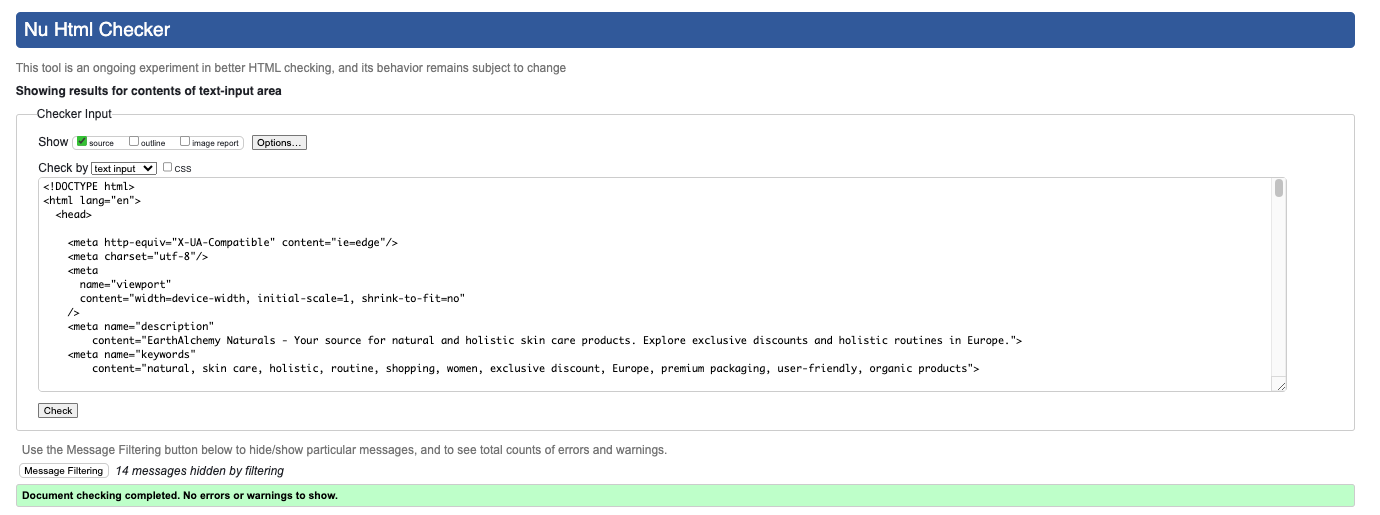 Nu Html Checker
This tool is an ongoing experiment in better HTML checking, and its behavior remains subject to change
Showing results for contents of text-input area
Checker Input
Show source outline image report Options...
Check by text input css
<!DOCTYPE html>
<html lang="en">
<head>
<meta http-equiv="X-UA-Compatible" content="ie=edge"/>
<meta charset="utf-8"/>
<meta
name="viewport"
content="width=device-width, initial-scale=1, shrink-to-fit=no"
/>
<meta name="description"
content="EarthAlchemy Naturals - Your source for natural and holistic skin care products. Explore exclusive discounts and holistic routines in Europe.">
<meta name="keywords"
content="natural, skin care, holistic, routine, shopping, women, exclusive discount, Europe, premium packaging, user-friendly, organic products">
Check
Use the Message Filtering button below to hide/show particular messages, and to see total counts of errors and warnings.
Message Filtering 14 messages hidden by filtering
Document checking completed. No errors or warnings to show.